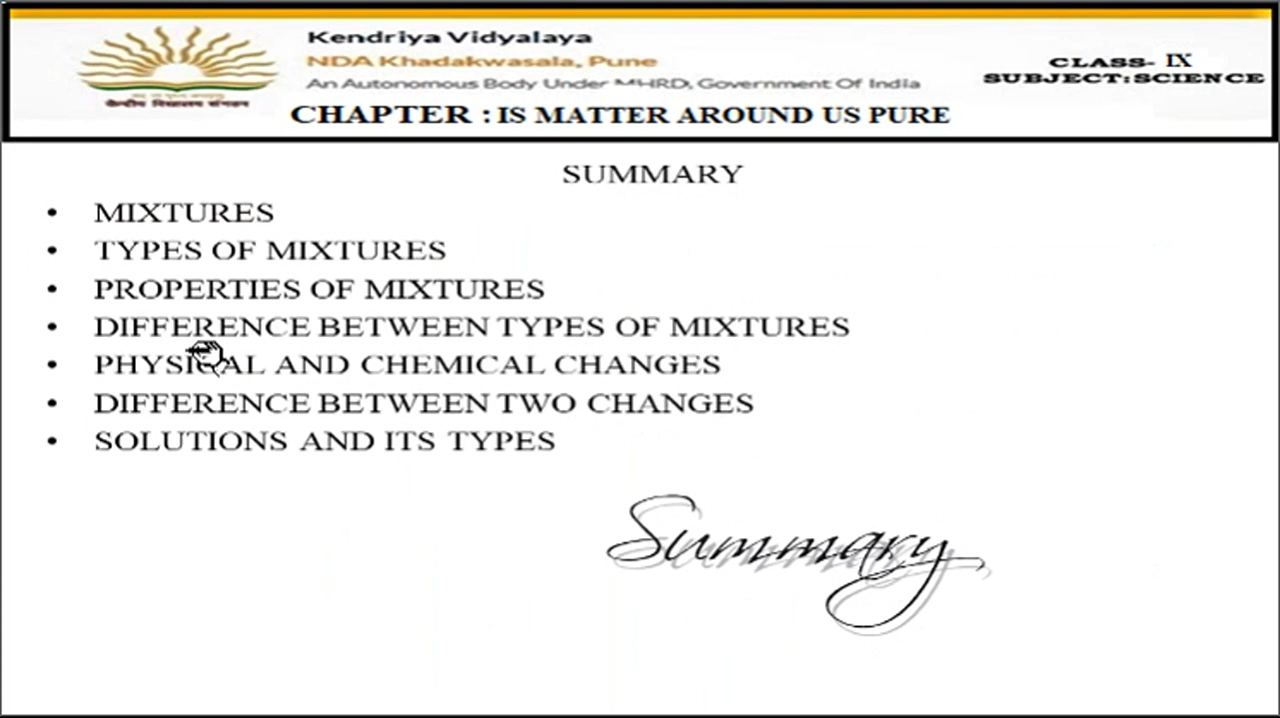 Kendriya Vidyalaya
NDA Khadakwasala, Pune
An Autonomous Body Under MHRD, Government Of India
CLASS- IX
SUBJECT:SCIENCE
केन्द्रीय विद्यालय संगठन
CHAPTER : IS MATTER AROUND US PURE
SUMMARY
• MIXTURES
• TYPES OF MIXTURES
• PROPERTIES OF MIXTURES
• DIFFERENCE BETWEEN TYPES OF MIXTURES
• PHYSICAL AND CHEMICAL CHANGES
• DIFFERENCE BETWEEN TWO CHANGES
• SOLUTIONS AND ITS TYPES
Summary